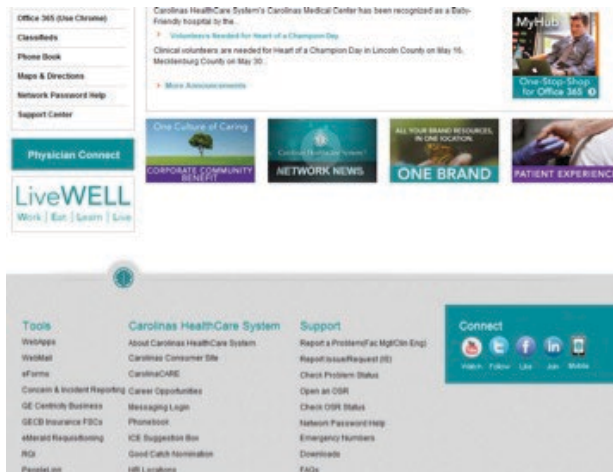 Office 365 (Use Chrome)
Classifieds
Phone Book
Maps & Directions
Network Password Help
Support Center
Physician Connect
LiveWELL
Work | Eat | Learn | Live
Carolinas HealthCare System's Carolinas Medical Center has been recognized as a Baby-
Friendly hospital by the...
Volunteers Needed for Heart of a Champion Day
Clinical volunteers are needed for Heart of a Champion Day in Lincoln County on May 16,
Mecklenburg County on May 30...
More Announcements
MyHub
One-Stop-Shop
for Office 365
One Culture of Caring
CORPORATE COMMUNITY
BENEFIT
Carolinas HealthCare System
NETWORK NEWS
ALL YOUR BRAND RESOURCES,
IN ONE LOCATION.
ONE BRAND
PATIENT EXPERIENCE
Tools
WebApps
WebMail
eForms
Concern & Incident Reporting
GE Centricity Business
GECB Insurance FSCs
eMerald Requisitioning
RQI
PeopleLink
Carolinas HealthCare System
About Carolinas HealthCare System
Carolinas Consumer Site
CarolinaCARE
Career Opportunities
Messaging Login
Phonebook
ICE Suggestion Box
Good Catch Nomination
HR Locations
Support
Report a Problem(Fac Mgt/Clin Eng)
Report Issue/Request (IS)
Check Problem Status
Open an OSR
Check OSR Status
Network Password Help
Emergency Numbers
Downloads
FAQs
Connect
Watch Follow Like Join Mobile